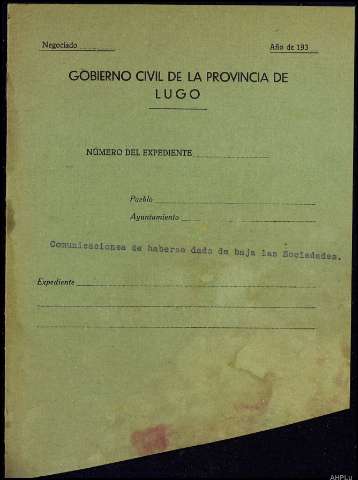 Negociado
Año de 193
GOBIERNO CIVIL DE LA PROVINCIA DE
LUGO
NÚMERO DEL EXPEDIENTE
Pueblo
Ayuntamiento
Comunicaciones de haberse dado de baja las Sociedades.
Expediente
AHPLu